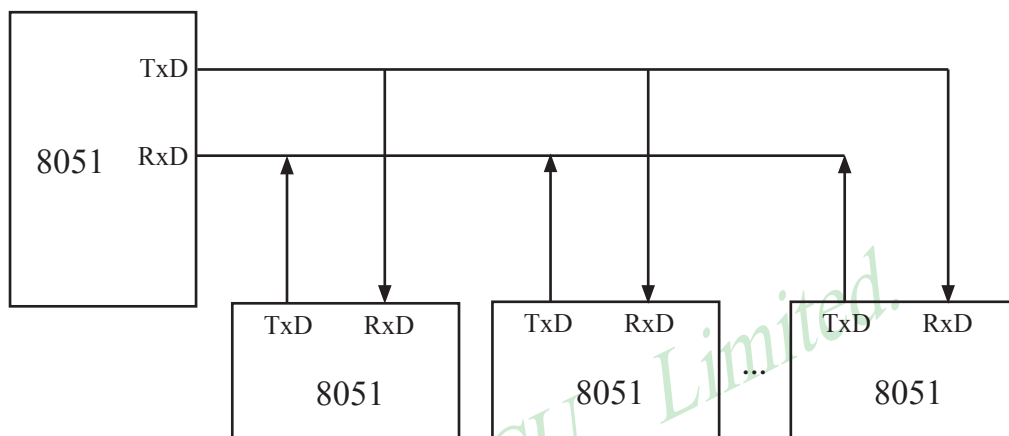 TxD
8051 RxD
TxD RxD TxD RxD TxD RxD
8051 8051 ... 8051
Limited.